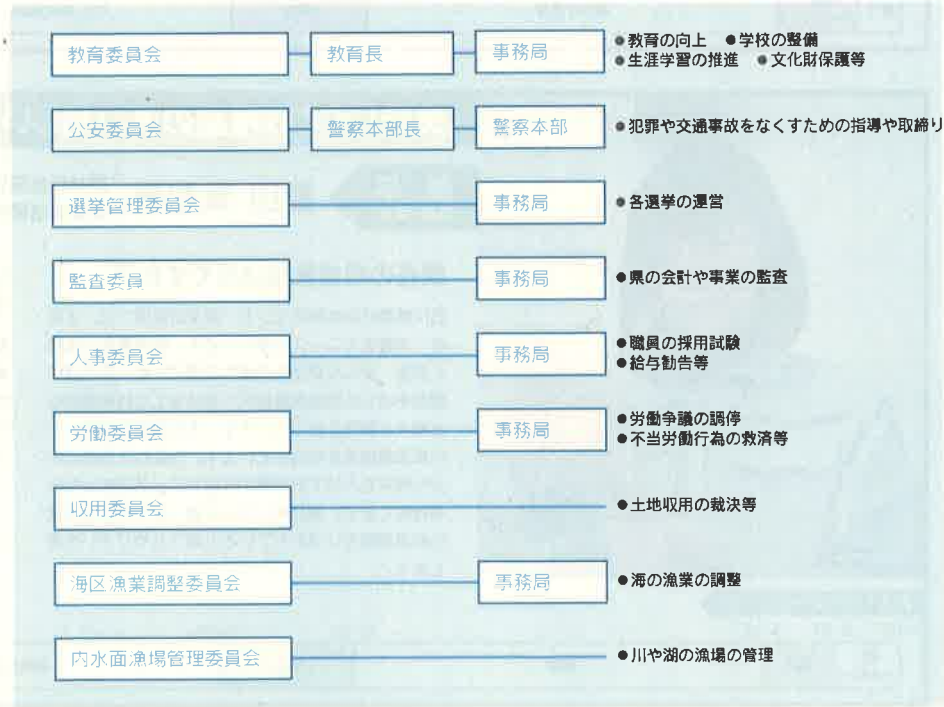 教育委員会 教育長 事務局 ●教育の向上 ●学校の整備
●生涯学習の推進 ●文化財保護等
公安委員会 警察本部長 警察本部 ●犯罪や交通事故をなくすための指導や取締り
選挙管理委員会 事務局 ●各選挙の運営
監査委員 事務局 ●県の会計や事業の監査
人事委員会 事務局 ●職員の採用試験
●給与勧告等
労働委員会 事務局 ●労働争議の調停
●不当労働行為の救済等
収用委員会 ●土地収用の裁決等
海区漁業調整委員会 事務局 ●海の漁業の調整
内水面漁場管理委員会 ●川や湖の漁場の管理